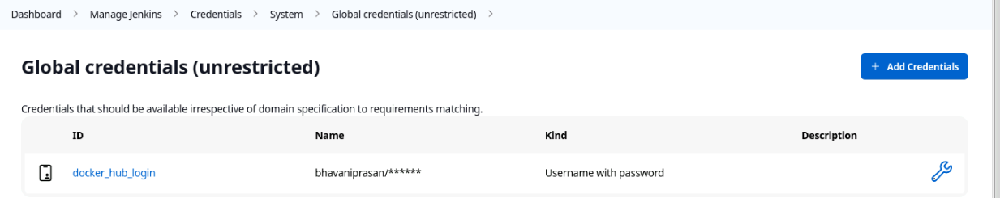 Dashboard > Manage Jenkins > Credentials > System > Global credentials (unrestricted) >
Global credentials (unrestricted)
+ Add Credentials
Credentials that should be available irrespective of domain specification to requirements matching.
ID Name Kind Description
docker_hub_login bhavaniprasan/****** Username with password